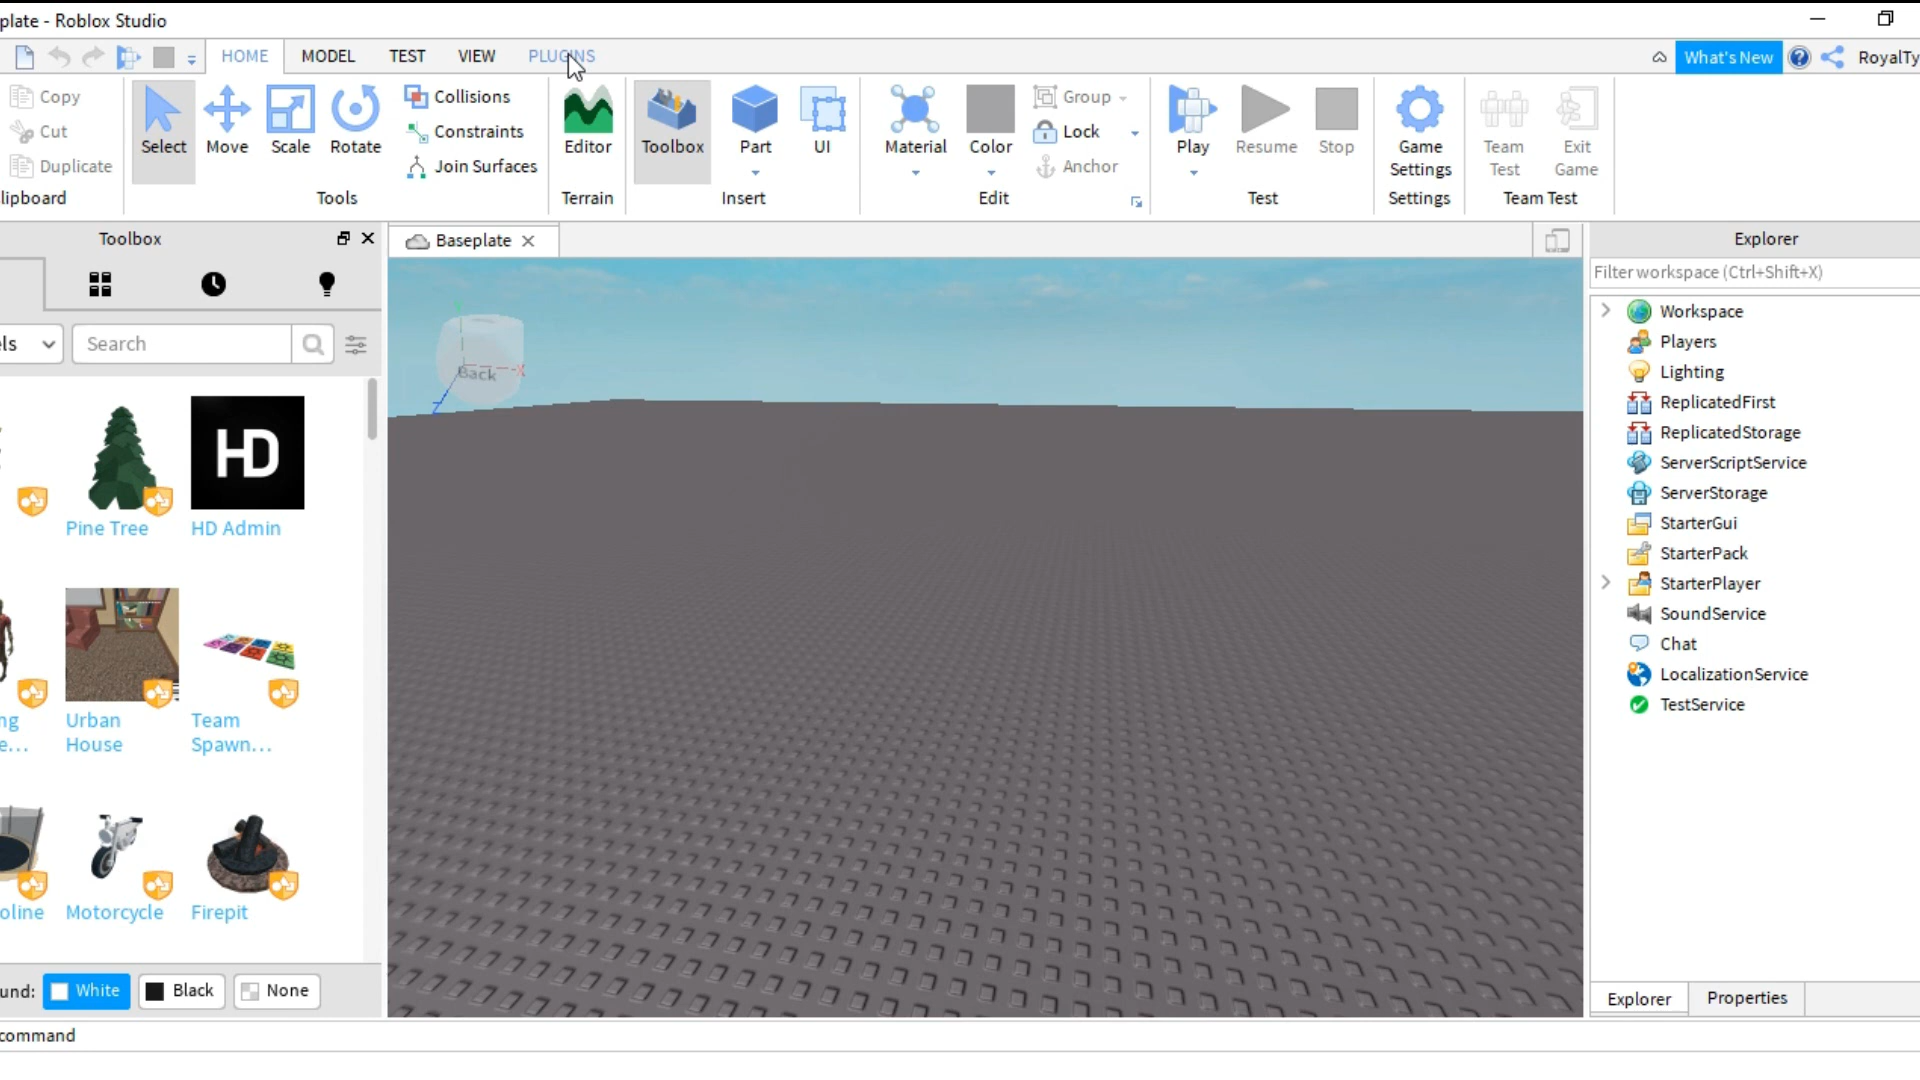 plate - Roblox Studio
HOME MODEL TEST VIEW PLUGINS What's New RoyalTy
Copy
Cut
Duplicate
lipboard
Select Move Scale Rotate
Collisions
Constraints
Join Surfaces
Tools
Editor
Terrain
Toolbox Part UI
Insert
Material Color
Group
Lock
Anchor
Edit
Play Resume Stop
Test
Game
Settings
Settings
Team
Test
Exit
Game
Team Test
Toolbox
els
Search
Pine Tree
HD
HD Admin
ng
e...
Urban
House
Team
Spawn...
oline
Motorcycle
Firepit
und: White Black None
command
Baseplate
Back
X
Explorer
Filter workspace (Ctrl+Shift+X)
Workspace
Players
Lighting
ReplicatedFirst
ReplicatedStorage
ServerScriptService
ServerStorage
StarterGui
StarterPack
StarterPlayer
SoundService
Chat
LocalizationService
TestService
Explorer Properties